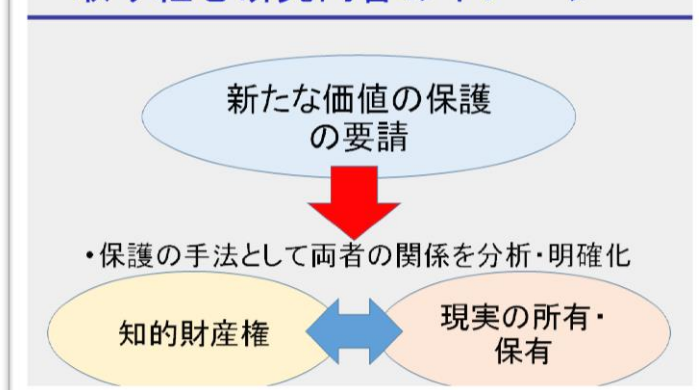 新たな価値の保護
の要請
・保護の手法として両者の関係を分析・明確化
知的財産権
現実の所有・
保有